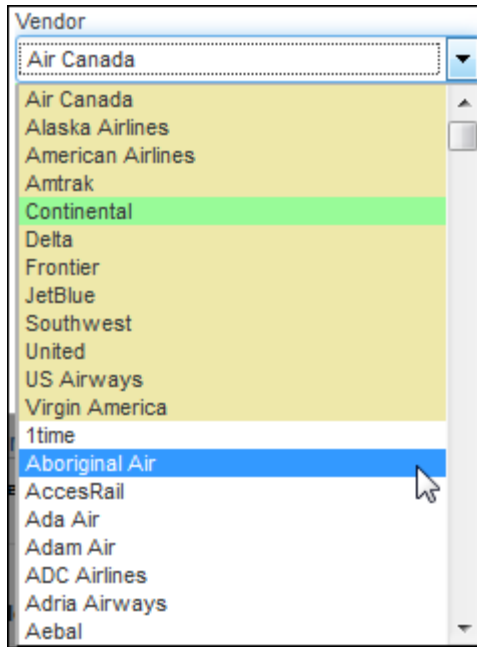 Vendor
Air Canada
Air Canada
Alaska Airlines
American Airlines
Amtrak
Continental
Delta
Frontier
JetBlue
Southwest
United
US Airways
Virgin America
1time
Aboriginal Air
AccesRail
Ada Air
Adam Air
ADC Airlines
Adria Airways
Aebal